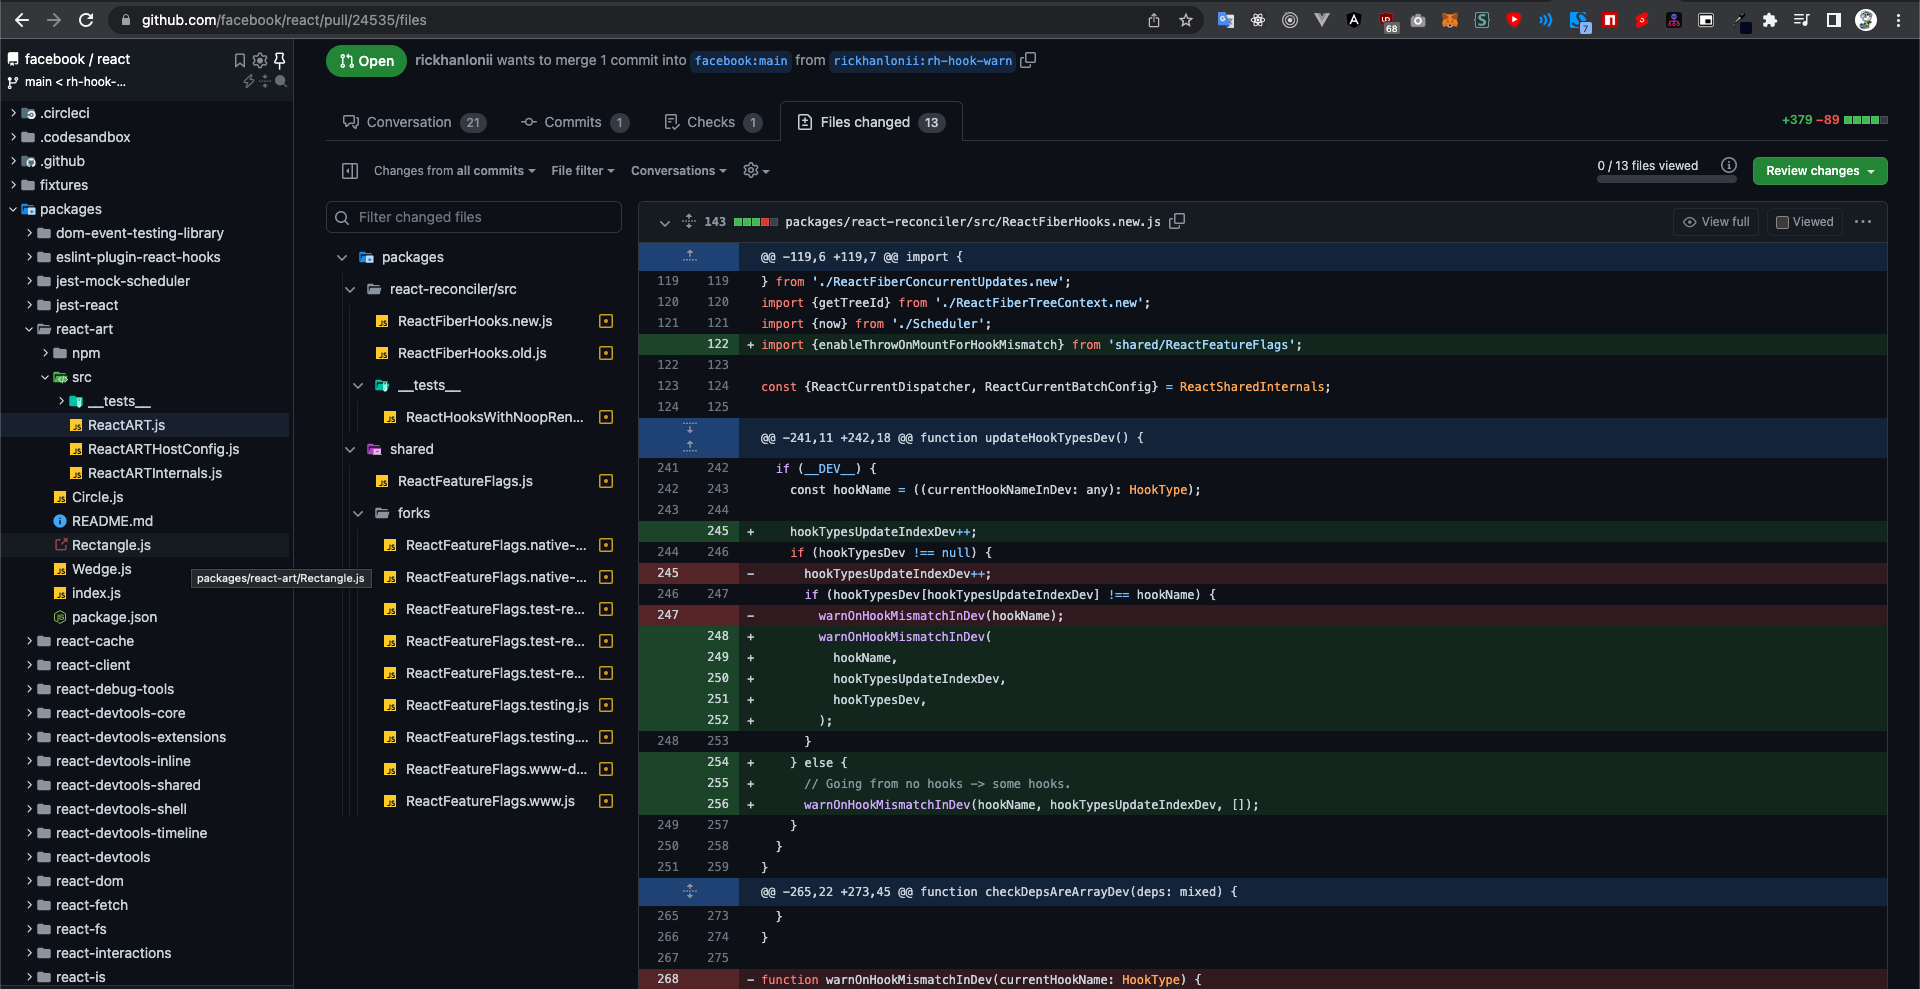 github.com/facebook/react/pull/24535/files
68
7
facebook / react
main < rh-hook-...
.circleci
.codesandbox
.github
fixtures
packages
dom-event-testing-library
eslint-plugin-react-hooks
jest-mock-scheduler
jest-react
react-art
npm
src
__tests__
ReactART.js
ReactARTHostConfig.js
ReactARTInternals.js
Circle.js
README.md
Rectangle.js
Wedge.js
packages/react-art/Rectangle.js
index.js
package.json
react-cache
react-client
react-debug-tools
react-devtools-core
react-devtools-extensions
react-devtools-inline
react-devtools-shared
react-devtools-shell
react-devtools-timeline
react-devtools
react-dom
react-fetch
react-fs
react-interactions
react-is
Open rickhanlonii wants to merge 1 commit into facebook:main from rickhanlonii:rh-hook-warn
Conversation 21 Commits 1 Checks 1 Files changed 13
+379 −89
Changes from all commits File filter Conversations
0 / 13 files viewed
Review changes
Filter changed files
packages
react-reconciler/src
ReactFiberHooks.new.js
ReactFiberHooks.old.js
__tests__
ReactHooksWithNoopRen...
shared
ReactFeatureFlags.js
forks
ReactFeatureFlags.native-...
ReactFeatureFlags.native-...
ReactFeatureFlags.test-re...
ReactFeatureFlags.test-re...
ReactFeatureFlags.test-re...
ReactFeatureFlags.testing.js
ReactFeatureFlags.testing....
ReactFeatureFlags.www-d...
ReactFeatureFlags.www.js
143 packages/react-reconciler/src/ReactFiberHooks.new.js View full Viewed
@@ -119,6 +119,7 @@ import {
119 119 } from './ReactFiberConcurrentUpdates.new';
120 120 import {getTreeId} from './ReactFiberTreeContext.new';
121 121 import {now} from './Scheduler';
122 + import {enableThrowOnMountForHookMismatch} from 'shared/ReactFeatureFlags';
122 123
123 124 const {ReactCurrentDispatcher, ReactCurrentBatchConfig} = ReactSharedInternals;
124 125
@@ -241,11 +242,18 @@ function updateHookTypesDev() {
241 242 if (__DEV__) {
242 243 const hookName = ((currentHookNameInDev: any): HookType);
243 244
245 + hookTypesUpdateIndexDev++;
244 246 if (hookTypesDev !== null) {
245 - hookTypesUpdateIndexDev++;
246 247 if (hookTypesDev[hookTypesUpdateIndexDev] !== hookName) {
247 - warnOnHookMismatchInDev(hookName);
248 + warnOnHookMismatchInDev(
249 + hookName,
250 + hookTypesUpdateIndexDev,
251 + hookTypesDev,
252 + );
248 253 }
254 + } else {
255 + // Going from no hooks -> some hooks.
256 + warnOnHookMismatchInDev(hookName, hookTypesUpdateIndexDev, []);
249 257 }
250 258 }
251 259 }
@@ -265,22 +273,45 @@ function checkDepsAreArrayDev(deps: mixed) {
265 273 }
266 274 }
267 275
268 - function warnOnHookMismatchInDev(currentHookName: HookType) {